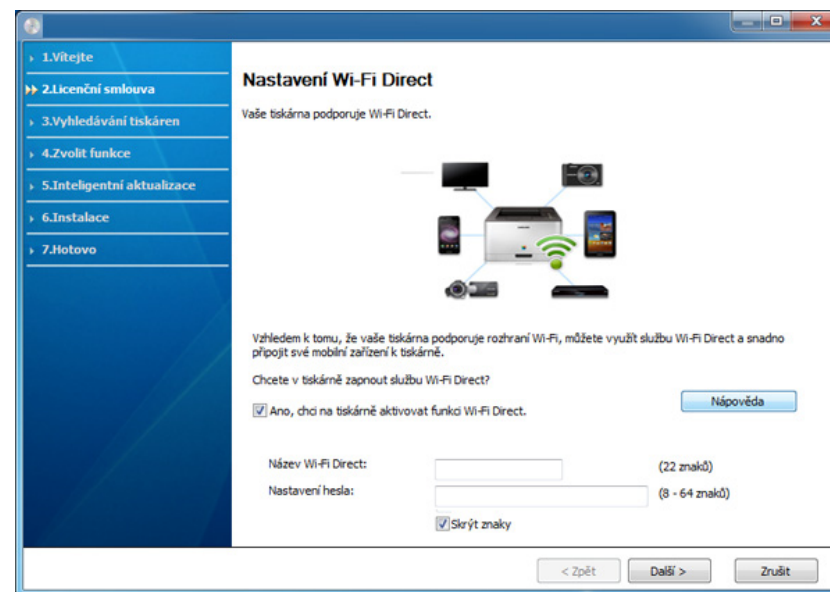 1.Vítejte
2.Licenční smlouva
3.Vyhledávání tiskáren
4.Zvolit funkce
5.Inteligentní aktualizace
6.Instalace
7.Hotovo
Nastavení Wi-Fi Direct
Vaše tiskárna podporuje Wi-Fi Direct.
Vzhledem k tomu, že vaše tiskárna podporuje rozhraní Wi-Fi, můžete využít službu Wi-Fi Direct a snadno
připojit své mobilní zařízení k tiskárně.
Chcete v tiskárně zapnout službu Wi-Fi Direct?
Ano, chci na tiskárně aktivovat funkci Wi-Fi Direct.
Nápověda
Název Wi-Fi Direct: (22 znaků)
Nastavení hesla: (8 - 64 znaků)
Skrýt znaky
< Zpět Další > Zrušit